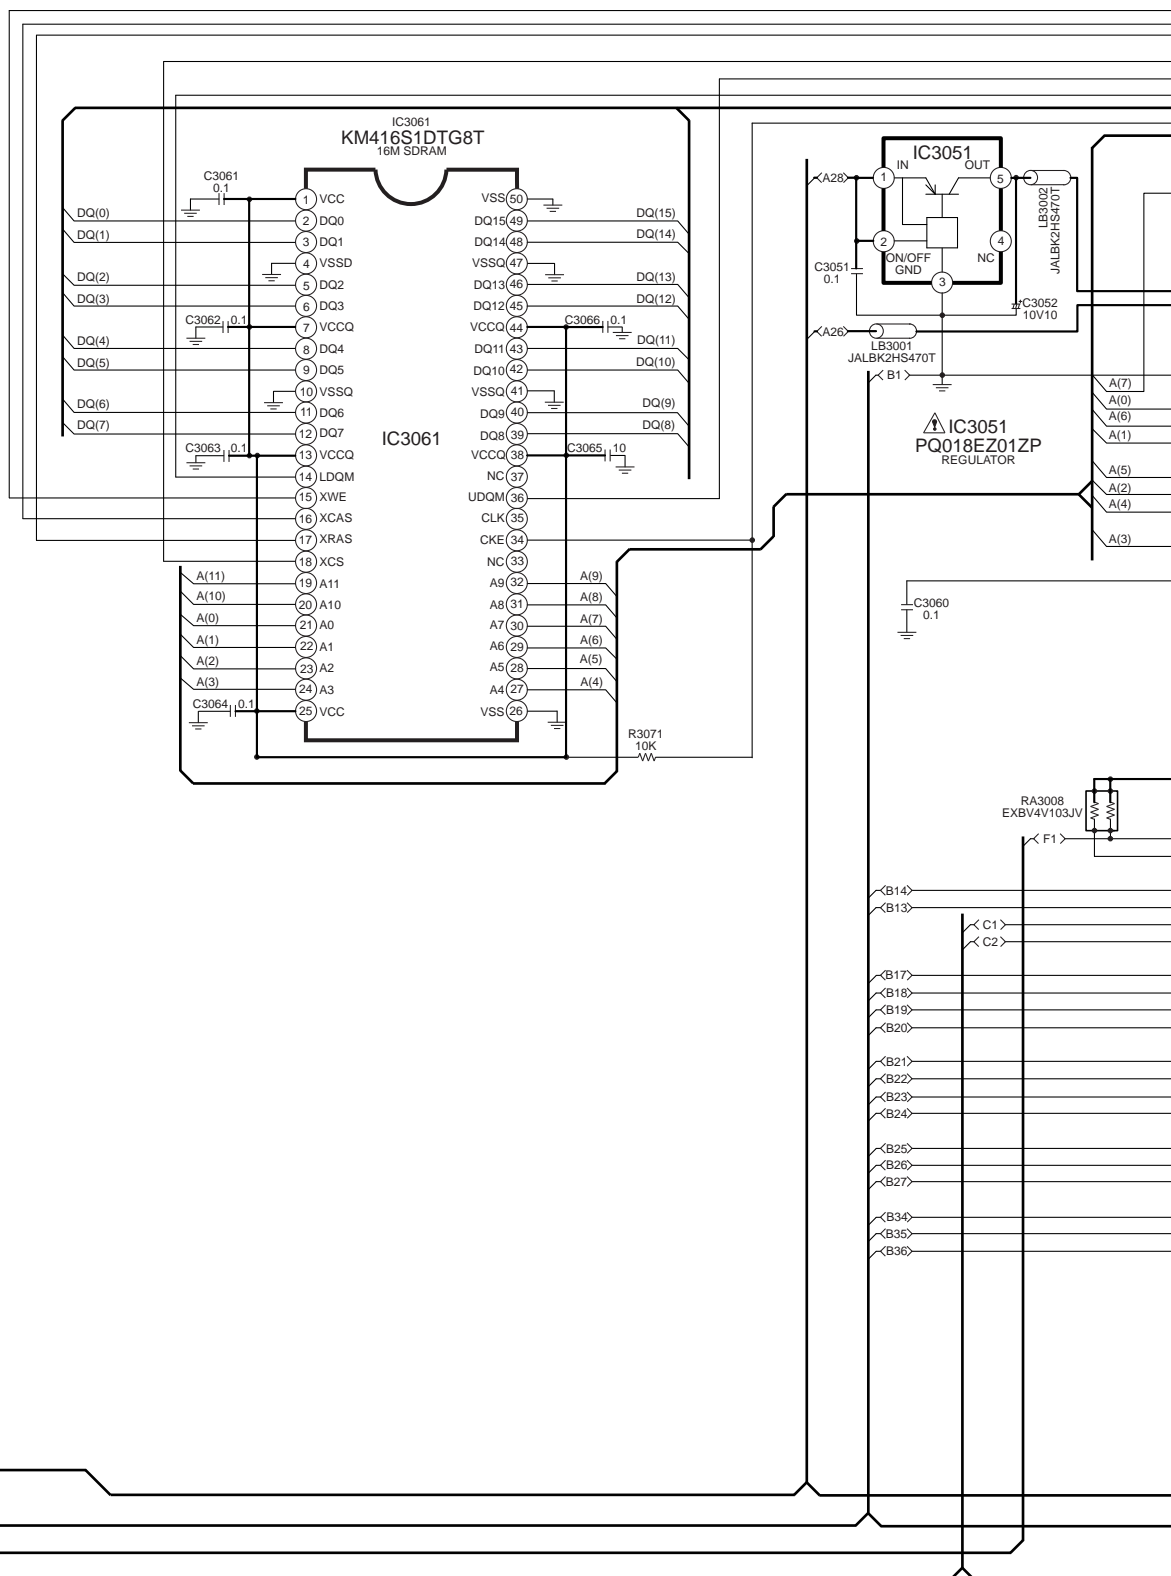 IC3061
KM416S1DTG8T
16M SDRAM
C3061
0.1
1 VCC
VSS 50
DQ(0)
2 DQ0
DQ15 49
DQ(15)
DQ(1)
3 DQ1
DQ14 48
DQ(14)
4 VSSD
VSSQ 47
DQ(2)
5 DQ2
DQ13 46
DQ(13)
DQ(3)
6 DQ3
DQ12 45
DQ(12)
C3062 0.1
7 VCCQ
VCCQ 44
C3066 0.1
DQ(4)
8 DQ4
DQ11 43
DQ(11)
DQ(5)
9 DQ5
DQ10 42
DQ(10)
10 VSSQ
VSSQ 41
DQ(6)
11 DQ6
DQ9 40
DQ(9)
DQ(7)
12 DQ7
DQ8 39
DQ(8)
IC3061
C3063 0.1
13 VCCQ
VCCQ 38
C3065 10
14 LDQM
NC 37
15 XWE
UDQM 36
16 XCAS
CLK 35
17 XRAS
CKE 34
18 XCS
NC 33
A(11)
19 A11
A9 32
A(9)
A(10)
20 A10
A8 31
A(8)
A(0)
21 A0
A7 30
A(7)
A(1)
22 A1
A6 29
A(6)
A(2)
23 A2
A5 28
A(5)
A(3)
24 A3
A4 27
A(4)
C3064 0.1
25 VCC
VSS 26
R3071
10K
IC3051
IN
OUT
A28
1
5
2
4
ON/OFF
GND
NC
3
C3051
0.1
LB3002
JALBK2HS470T
C3052
10V10
A26
LB3001
JALBK2HS470T
B1
IC3051
PQ018EZ01ZP
REGULATOR
A(7)
A(0)
A(6)
A(1)
A(5)
A(2)
A(4)
A(3)
C3060
0.1
RA3008
EXBV4V103JV
F1
B14
B13
C1
C2
B17
B18
B19
B20
B21
B22
B23
B24
B25
B26
B27
B34
B35
B36